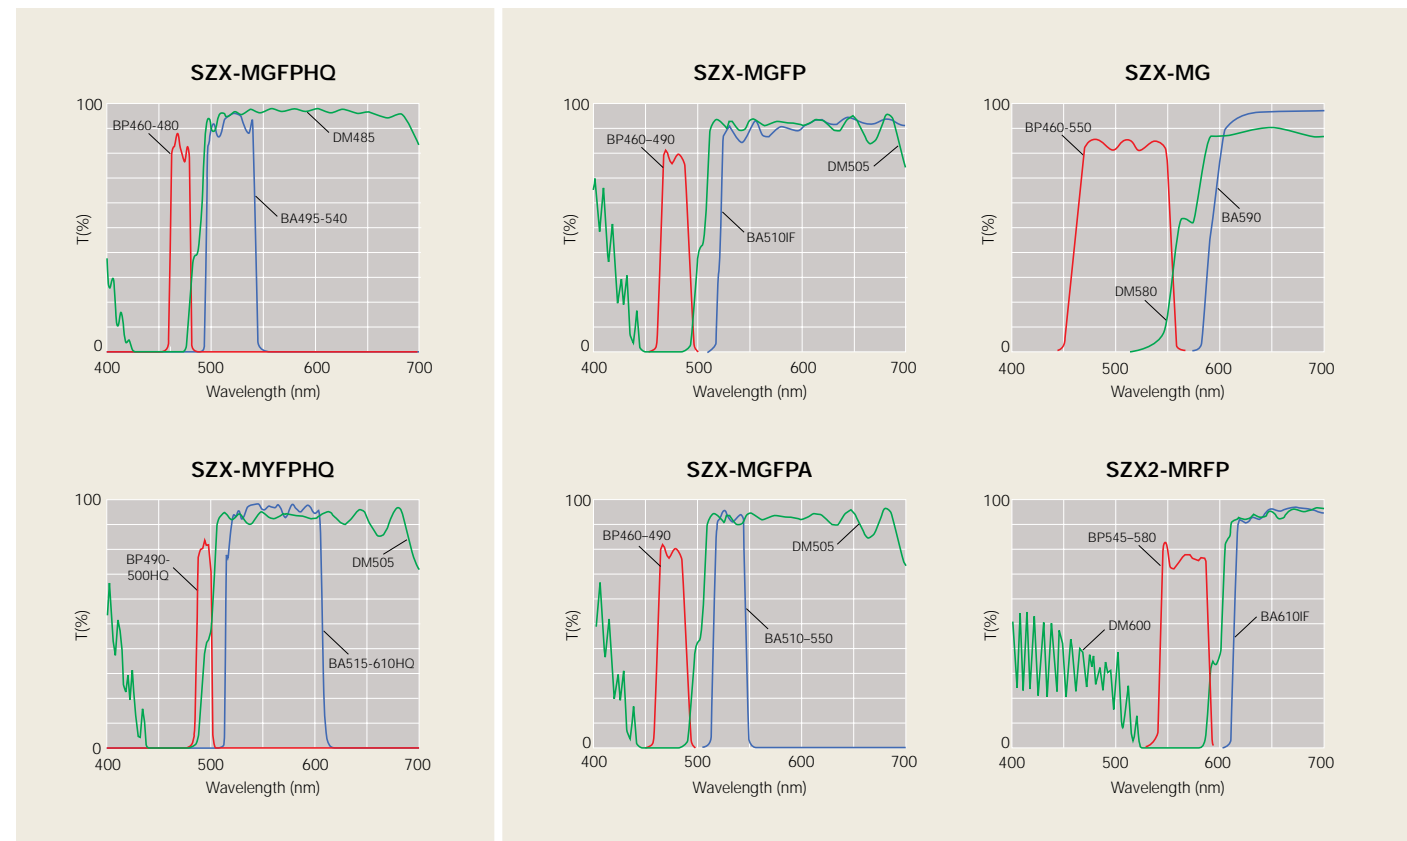 SZX-MGFPHQ
100
BP460-480
DM485
BA495-540
T(%)
0
400 500 600 700
Wavelength (nm)
SZX-MGFP
100
BP460–490
DM505
BA510IF
T(%)
0
400 500 600 700
Wavelength (nm)
SZX-MG
100
BP460-550
BA590
DM580
T(%)
0
400 500 600 700
Wavelength (nm)
SZX-MYFPHQ
100
BP490-
500HQ
DM505
BA515-610HQ
T(%)
0
400 500 600 700
Wavelength (nm)
SZX-MGFPA
100
BP460–490
DM505
BA510–550
T(%)
0
400 500 600 700
Wavelength (nm)
SZX2-MRFP
100
BP545–580
DM600
BA610IF
T(%)
0
400 500 600 700
Wavelength (nm)